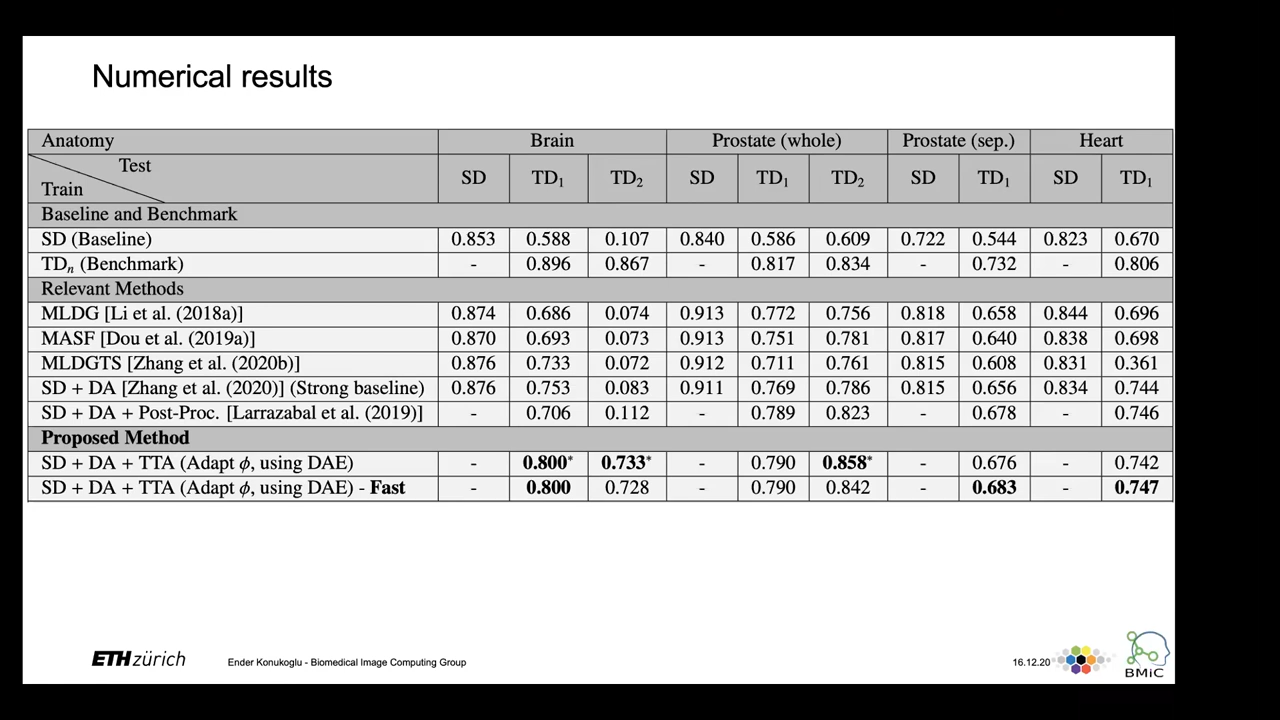 Numerical results
Anatomy Brain Prostate (whole) Prostate (sep.) Heart
Test
Train SD TD₁ TD₂ SD TD₁ TD₂ SD TD₁ SD TD₁
Baseline and Benchmark
SD (Baseline) 0.853 0.588 0.107 0.840 0.586 0.609 0.722 0.544 0.823 0.670
TDₙ (Benchmark) - 0.896 0.867 - 0.817 0.834 - 0.732 - 0.806
Relevant Methods
MLDG [Li et al. (2018a)] 0.874 0.686 0.074 0.913 0.772 0.756 0.818 0.658 0.844 0.696
MASF [Dou et al. (2019a)] 0.870 0.693 0.073 0.913 0.751 0.781 0.817 0.640 0.838 0.698
MLDGTS [Zhang et al. (2020b)] 0.876 0.733 0.072 0.912 0.711 0.761 0.815 0.608 0.831 0.361
SD + DA [Zhang et al. (2020)] (Strong baseline) 0.876 0.753 0.083 0.911 0.769 0.786 0.815 0.656 0.834 0.744
SD + DA + Post-Proc. [Larrazabal et al. (2019)] - 0.706 0.112 - 0.789 0.823 - 0.678 - 0.746
Proposed Method
SD + DA + TTA (Adapt ϕ, using DAE) - 0.800* 0.733* - 0.790 0.858* - 0.676 - 0.742
SD + DA + TTA (Adapt ϕ, using DAE) - Fast - 0.800 0.728 - 0.790 0.842 - 0.683 - 0.747
ETH zürich
Ender Konukoglu - Biomedical Image Computing Group
16.12.20
BMiC